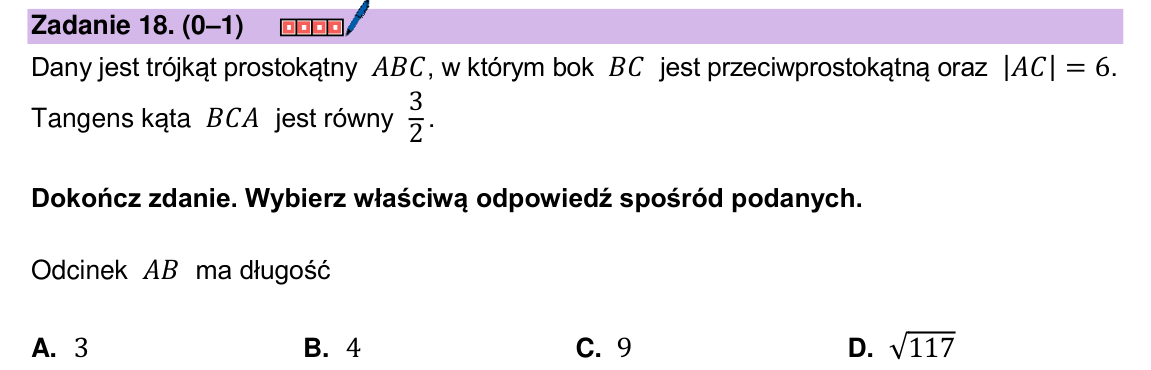 Zadanie 18. (0–1)
Dany jest trójkąt prostokątny ABC, w którym bok BC jest przeciwprostokątną oraz |AC| = 6.
Tangens kąta BCA jest równy 3/2.
Dokończ zdanie. Wybierz właściwą odpowiedź spośród podanych.
Odcinek AB ma długość
A. 3 B. 4 C. 9 D. √117